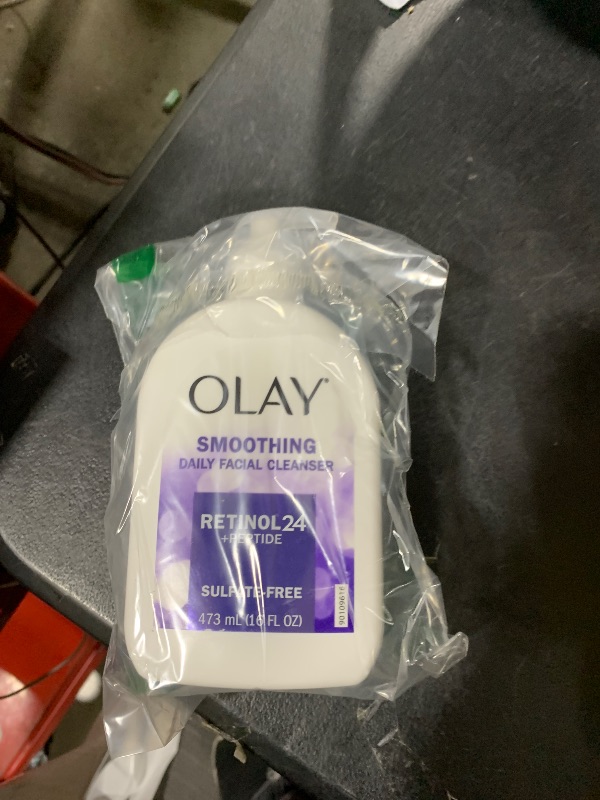 OLAY
SMOOTHING
DAILY FACIAL CLEANSER
RETINOL24
+PEPTIDE
SULFATE-FREE
473 mL (16 FL OZ)